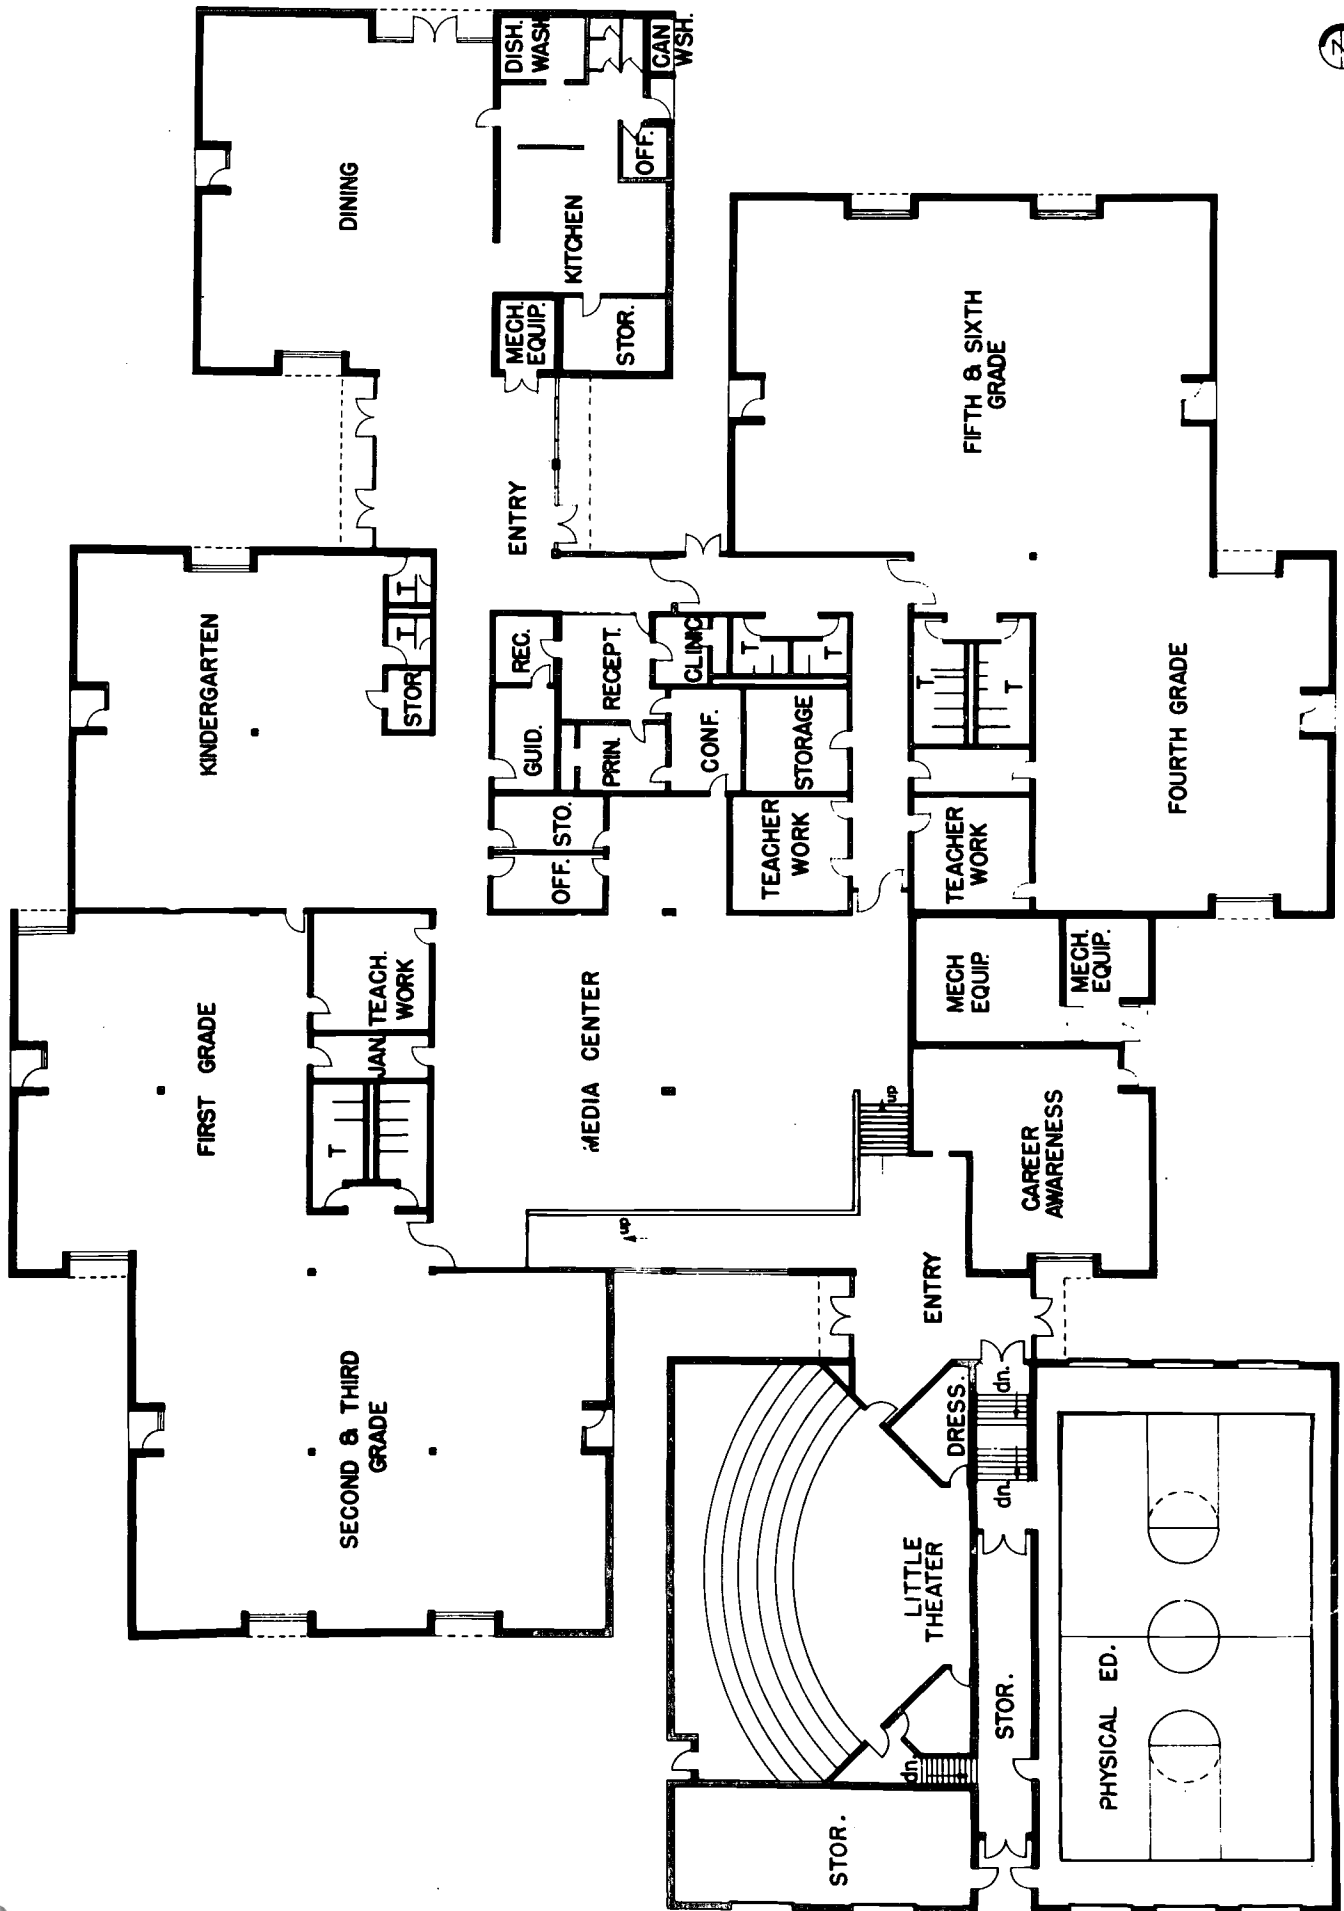 SECOND & THIRD
GRADE
FIRST GRADE
KINDERGARTEN
DINING
T
JAN.
TEACH.
WORK
STOR.
T
T
DISH.
WASH.
CAN
WSH.
OFF.
KITCHEN
MECH.
EQUIP.
STOR.
ENTRY
MEDIA CENTER
OFF.
STO.
GUID.
REC.
PRIN.
RECEPT.
CONF.
CLINIC
STORAGE
T
T
TEACHER
WORK
up
up
ENTRY
STOR.
LITTLE
THEATER
DRESS.
dn.
dn.
dn.
STOR.
PHYSICAL ED.
CAREER
AWARENESS
MECH
EQUIP.
MECH.
EQUIP.
TEACHER
WORK
T
T
FOURTH GRADE
FIFTH & SIXTH
GRADE
N